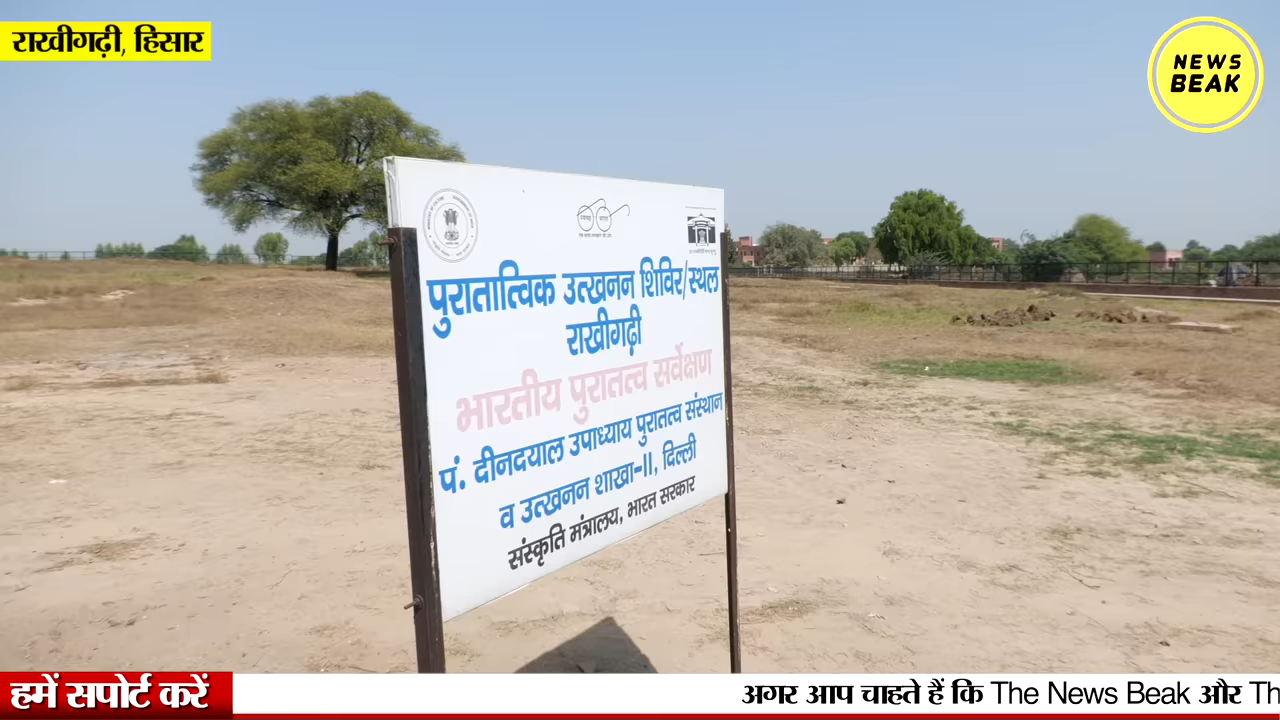 राखीगढ़ी, हिसार
NEWS
BEAK
पुरातात्विक उत्खनन शिविर/स्थल
राखीगढ़ी
भारतीय पुरातत्व सर्वेक्षण
पं. दीनदयाल उपाध्याय पुरातत्व संस्थान
व उत्खनन शाखा-II, दिल्ली
संस्कृति मंत्रालय, भारत सरकार
हमें सपोर्ट करें
अगर आप चाहते हैं कि The News Beak और Th